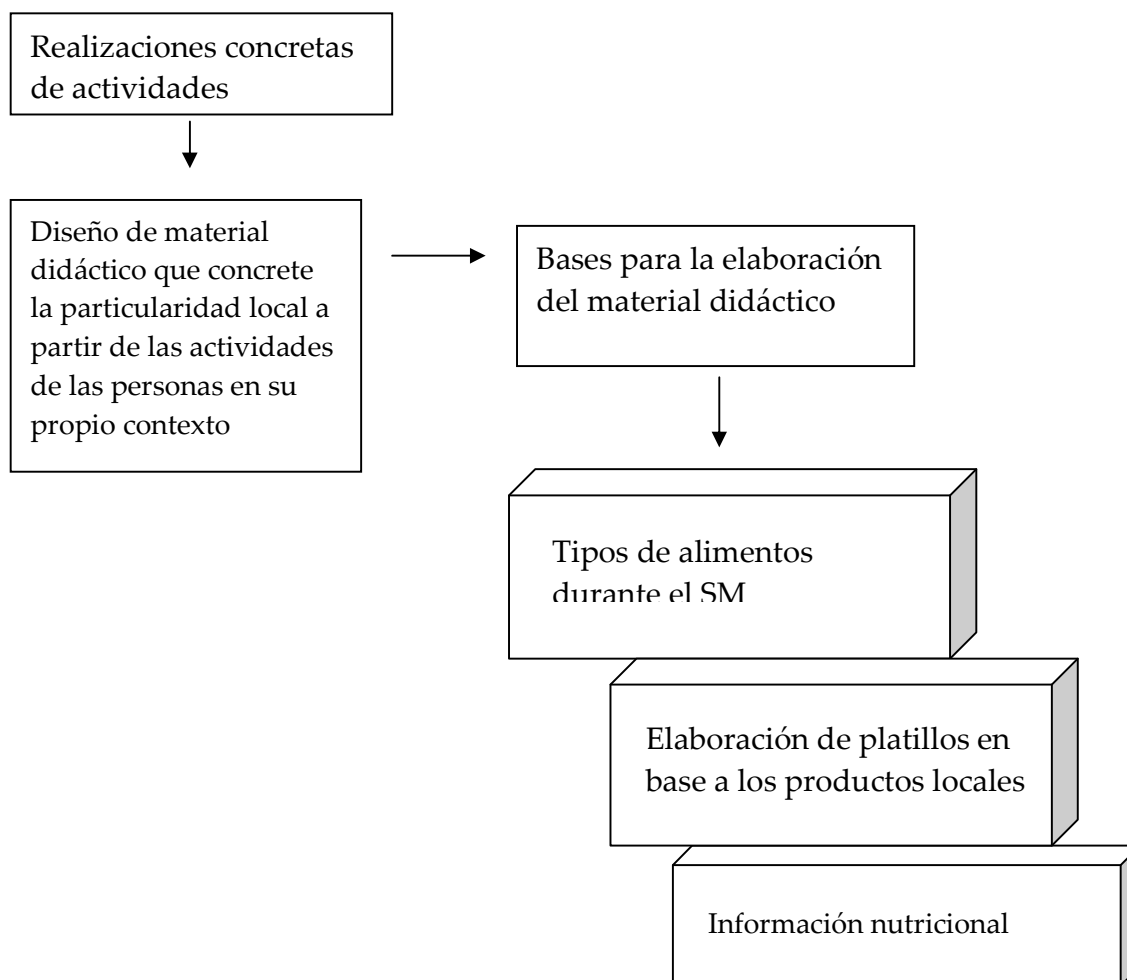 Realizaciones concretas
de actividades
Diseño de material
didáctico que concrete
la particularidad local a
partir de las actividades
de las personas en su
propio contexto
Bases para la elaboración
del material didáctico
Tipos de alimentos
durante el SM
Elaboración de platillos en
base a los productos locales
Información nutricional